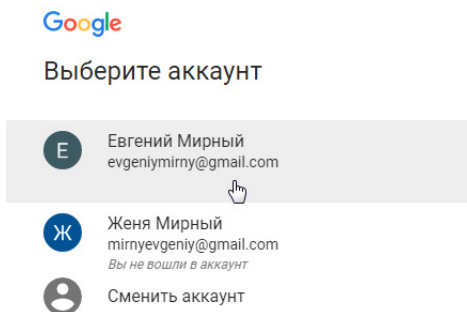 Google
Выберите аккаунт
Е
Евгений Мирный
evgeniymirny@gmail.com
Ж
Женя Мирный
mirnyevgeniy@gmail.com
Вы не вошли в аккаунт
Сменить аккаунт